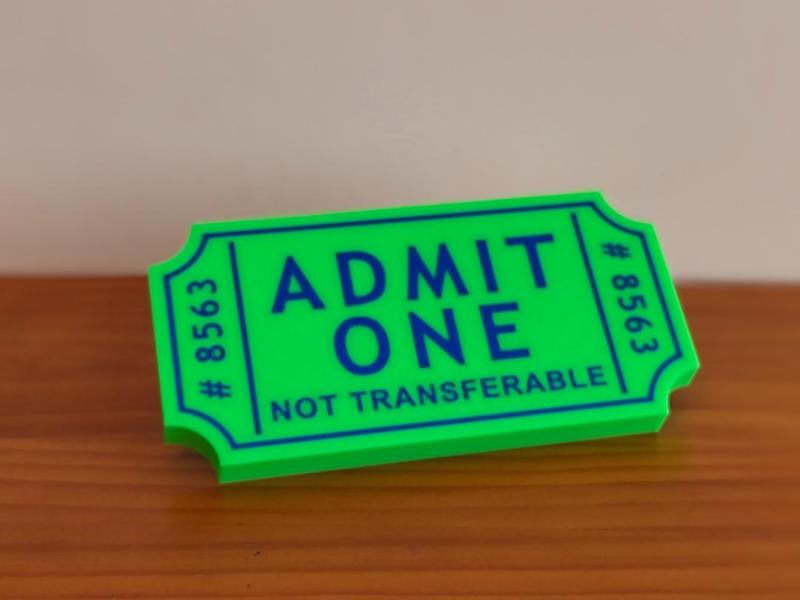 # 8563
ADMIT
ONE
NOT TRANSFERABLE
# 8563